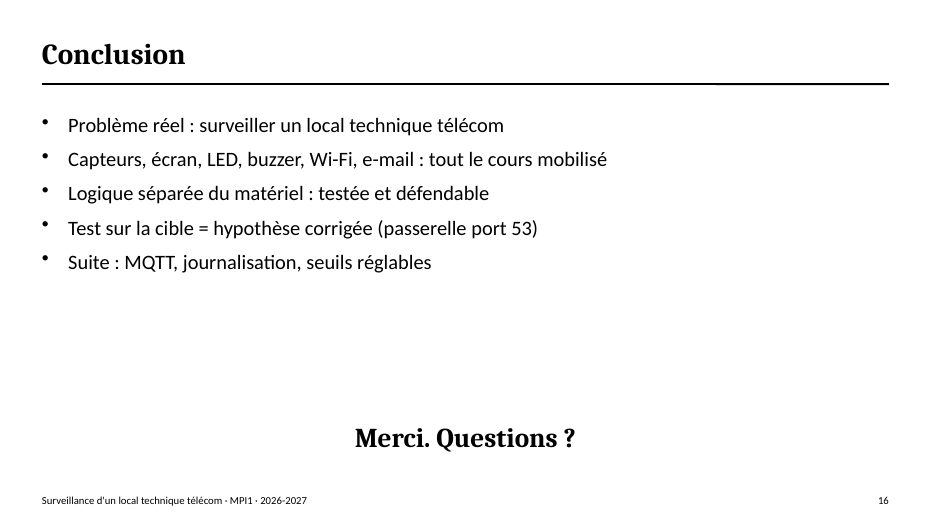 Conclusion
• Problème réel : surveiller un local technique télécom
• Capteurs, écran, LED, buzzer, Wi-Fi, e-mail : tout le cours mobilisé
• Logique séparée du matériel : testée et défendable
• Test sur la cible = hypothèse corrigée (passerelle port 53)
• Suite : MQTT, journalisation, seuils réglables
Merci. Questions ?
Surveillance d'un local technique télécom · MPI1 · 2026-2027 16